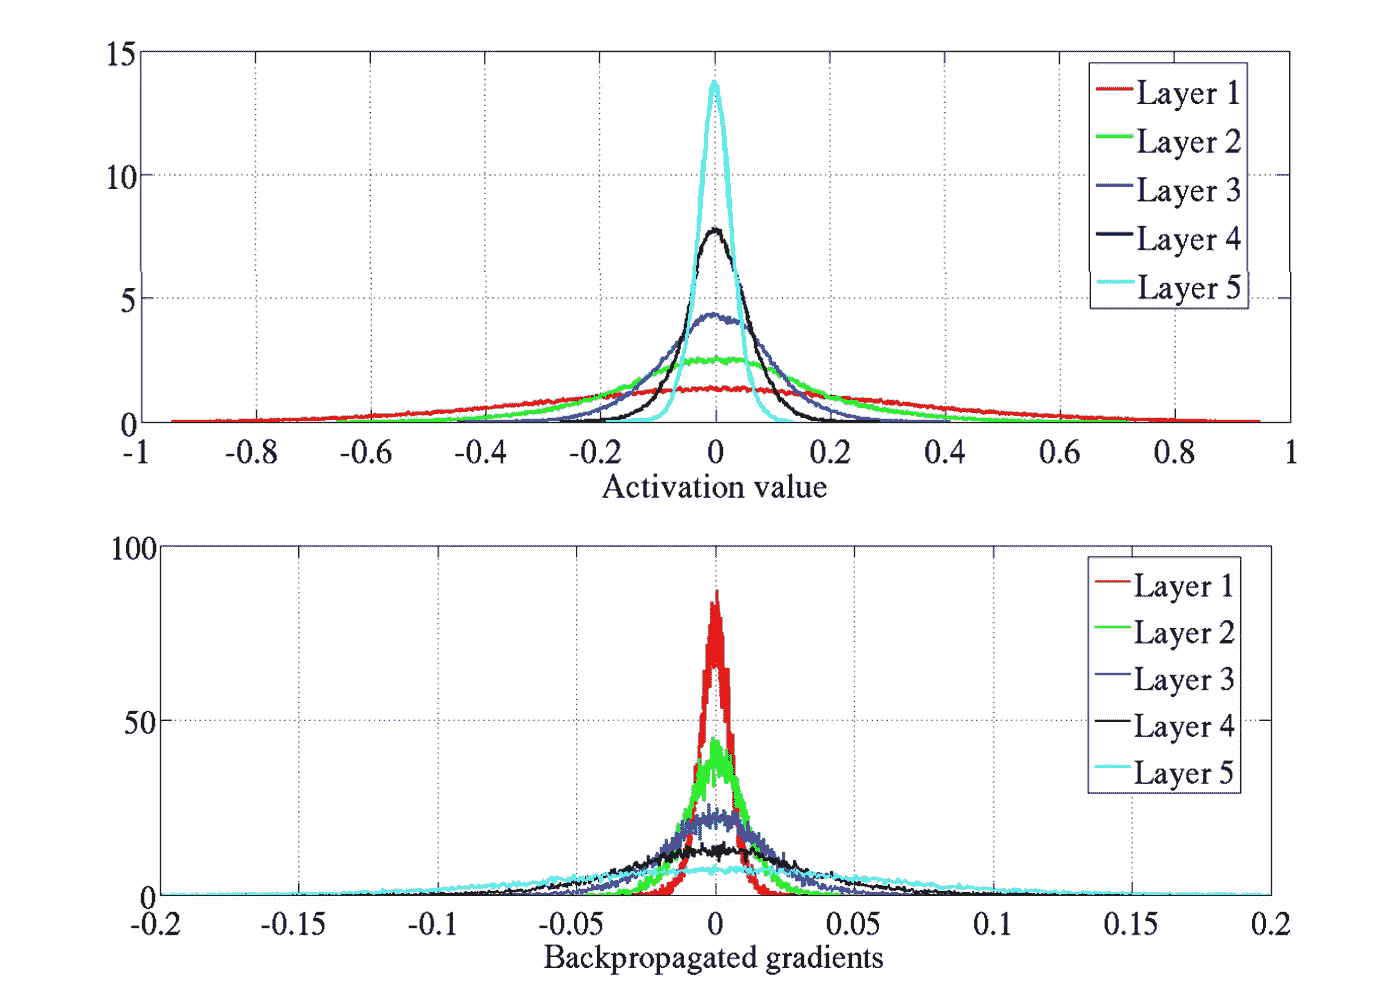 15
10
5
0
-1 -0.8 -0.6 -0.4 -0.2 0 0.2 0.4 0.6 0.8 1
Activation value
Layer 1
Layer 2
Layer 3
Layer 4
Layer 5
100
50
0
-0.2 -0.15 -0.1 -0.05 0 0.05 0.1 0.15 0.2
Backpropagated gradients
Layer 1
Layer 2
Layer 3
Layer 4
Layer 5